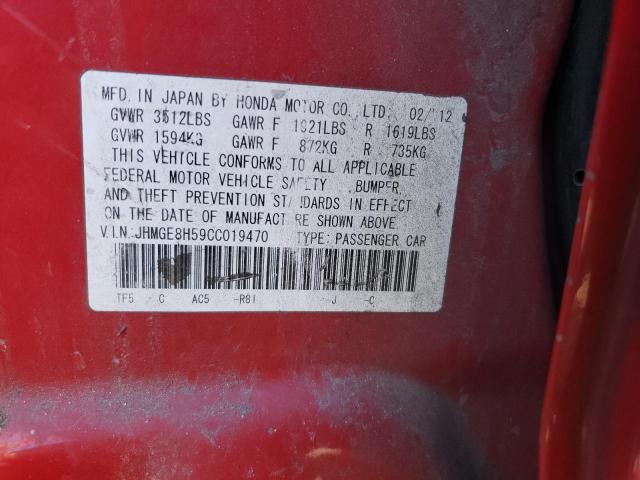 MFD. IN JAPAN BY HONDA MOTOR CO., LTD. 02/ 12
GVWR 3512LBS GAWR F 1921LBS R 1619LBS
GVWR 1594KG GAWR F 872KG R 735KG
THIS VEHICLE CONFORMS TO ALL APPLICABLE
FEDERAL MOTOR VEHICLE SAFETY , BUMPER,
AND THEFT PREVENTION STANDARDS IN EFFECT
ON THE DATE OF MANUFACT RE SHOWN ABOVE.
V.I.N.:JHMGE8H59CC019470 TYPE: PASSENGER CAR
TF5 -C AC5 -R81 -J -C